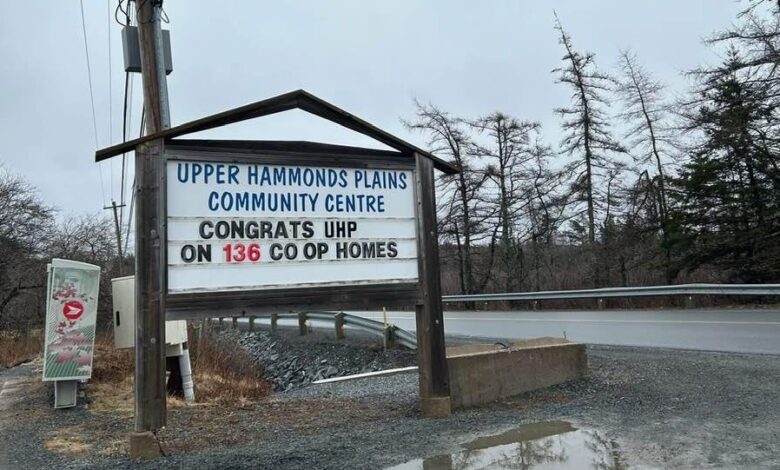 UPPER HAMMONDS PLAINS
COMMUNITY CENTRE
CONGRATS UHP
ON 136 CO OP HOMES